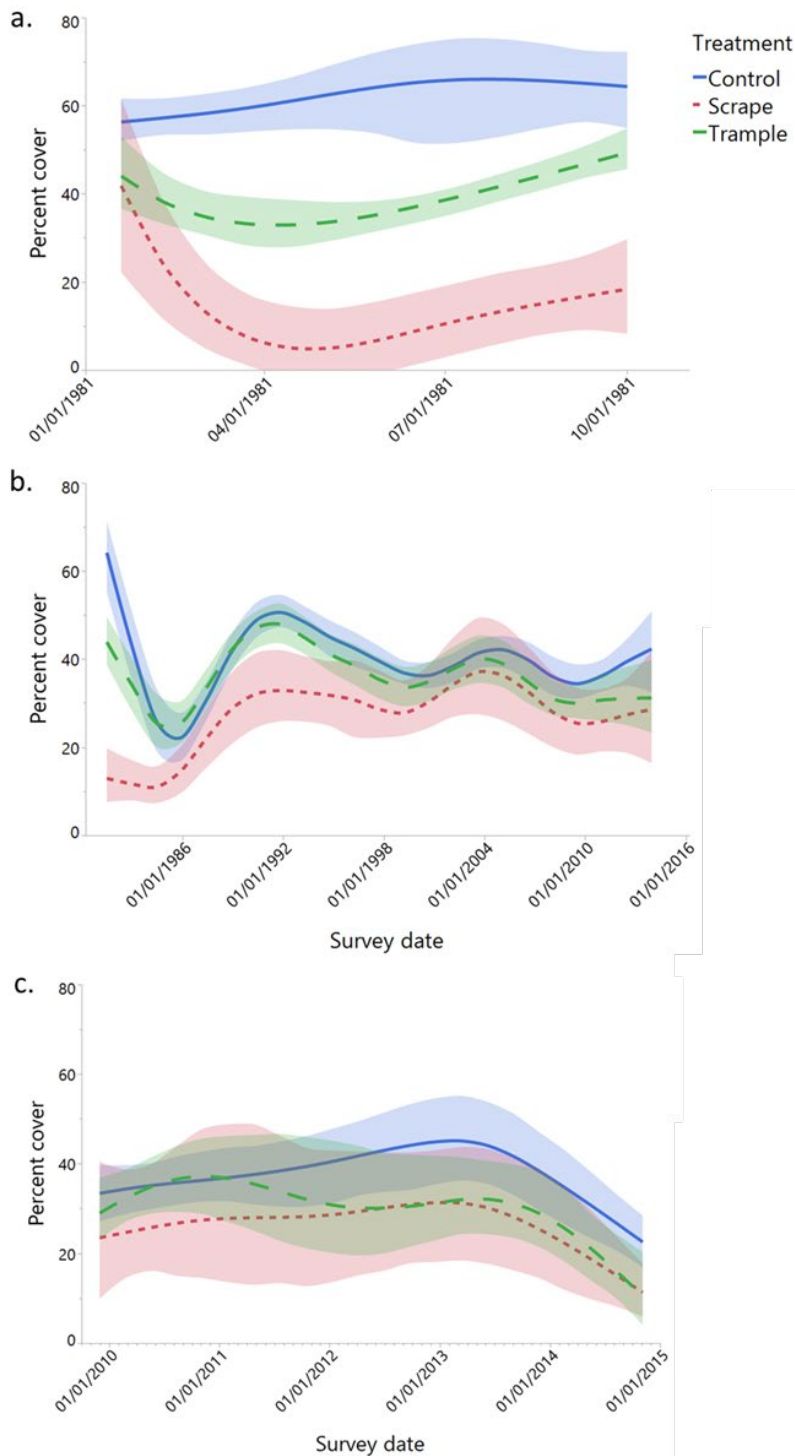 a.
80
60
40
20
0
Percent cover
01/01/1981
04/01/1981
07/01/1981
10/01/1981
Treatment
Control
Scrape
Trample
b.
80
60
40
20
0
Percent cover
01/01/1986
01/01/1992
01/01/1998
01/01/2004
01/01/2010
01/01/2016
Survey date
c.
80
60
40
20
0
Percent cover
01/01/2010
01/01/2011
01/01/2012
01/01/2013
01/01/2014
01/01/2015
Survey date